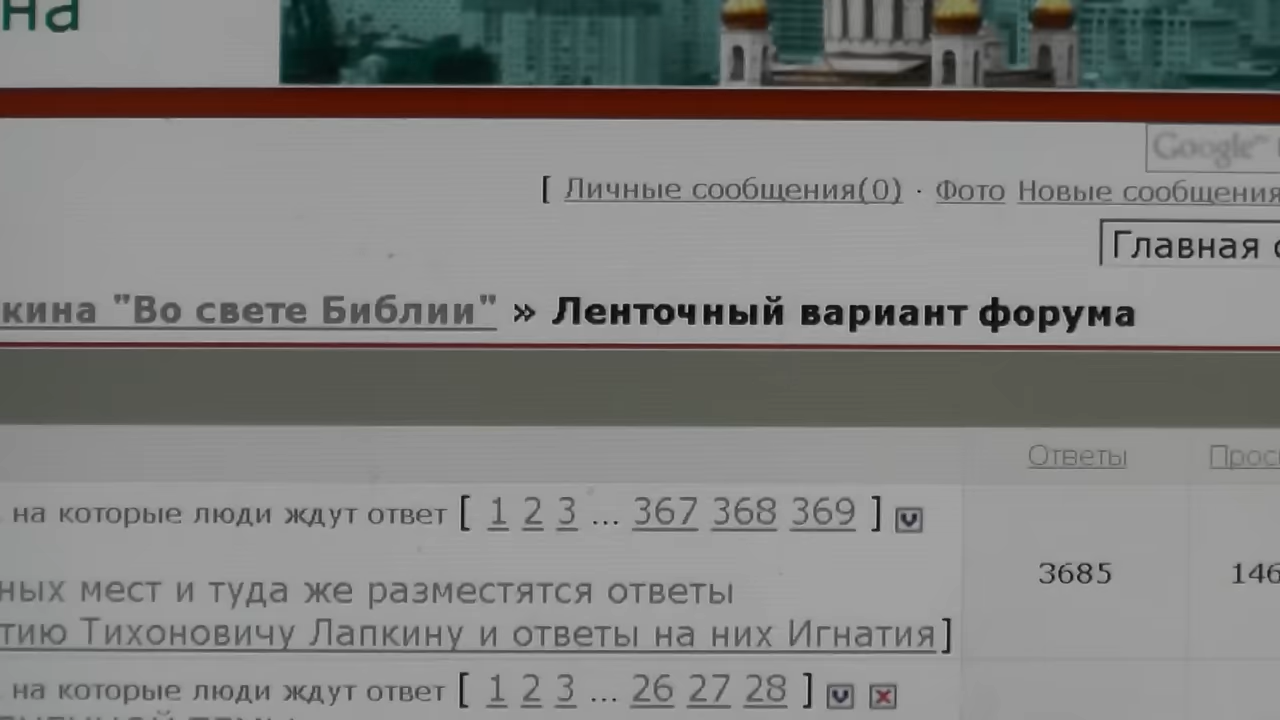 на
Google™
[ Личные сообщения(0) · Фото Новые сообщения
Главная с
кина "Во свете Библии" » Ленточный вариант форума
Ответы Прос
на которые люди ждут ответ [ 1 2 3 ... 367 368 369 ]
3685 146
ных мест и туда же разместятся ответы
тию Тихоновичу Лапкину и ответы на них Игнатия]
на которые люди ждут ответ [ 1 2 3 ... 26 27 28 ]